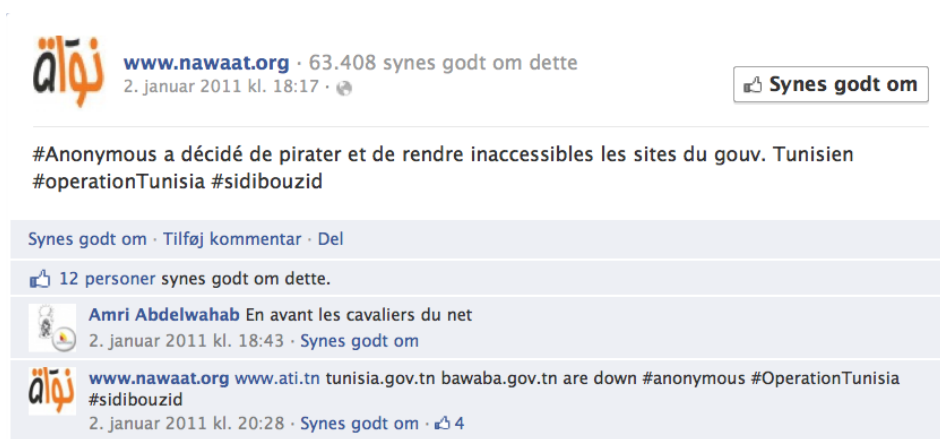 نواة
www.nawaat.org · 63.408 synes godt om dette
2. januar 2011 kl. 18:17 ·
Synes godt om
#Anonymous a décidé de pirater et de rendre inaccessibles les sites du gouv. Tunisien
#operationTunisia #sidibouzid
Synes godt om · Tilføj kommentar · Del
12 personer synes godt om dette.
Amri Abdelwahab En avant les cavaliers du net
2. januar 2011 kl. 18:43 · Synes godt om
نواة
www.nawaat.org www.ati.tn tunisia.gov.tn bawaba.gov.tn are down #anonymous #OperationTunisia
#sidibouzid
2. januar 2011 kl. 20:28 · Synes godt om · 4